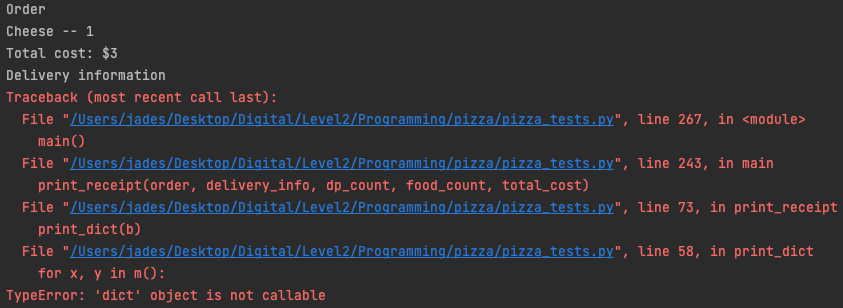 Order
Cheese -- 1
Total cost: $3
Delivery information
Traceback (most recent call last):
  File "/Users/jades/Desktop/Digital/Level2/Programming/pizza/pizza_tests.py", line 267, in <module>
    main()
  File "/Users/jades/Desktop/Digital/Level2/Programming/pizza/pizza_tests.py", line 243, in main
    print_receipt(order, delivery_info, dp_count, food_count, total_cost)
  File "/Users/jades/Desktop/Digital/Level2/Programming/pizza/pizza_tests.py", line 73, in print_receipt
    print_dict(b)
  File "/Users/jades/Desktop/Digital/Level2/Programming/pizza/pizza_tests.py", line 58, in print_dict
    for x, y in m():
TypeError: 'dict' object is not callable